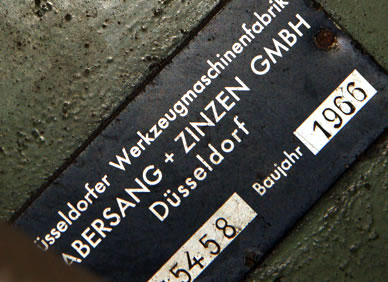 üsseldorfer Werkzeugmaschinenfabrik
ABERSANG + ZINZEN GMBH
Düsseldorf
5458 Baujahr 1966